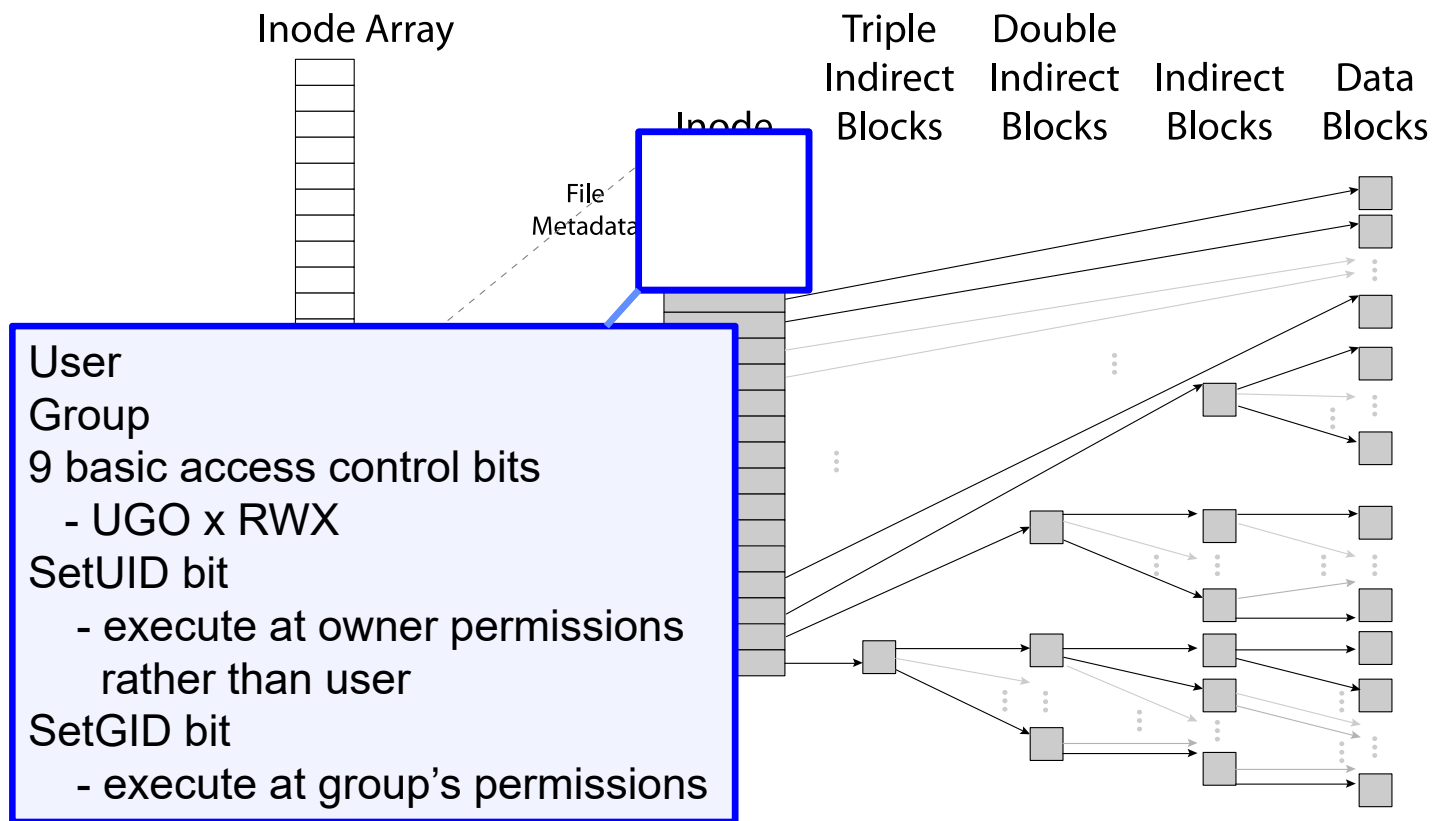 Inode Array
Triple
Indirect
Blocks
Double
Indirect
Blocks
Indirect
Blocks
Data
Blocks
Inode
File
Metadata
User
Group
9 basic access control bits
- UGO x RWX
SetUID bit
- execute at owner permissions
rather than user
SetGID bit
- execute at group’s permissions